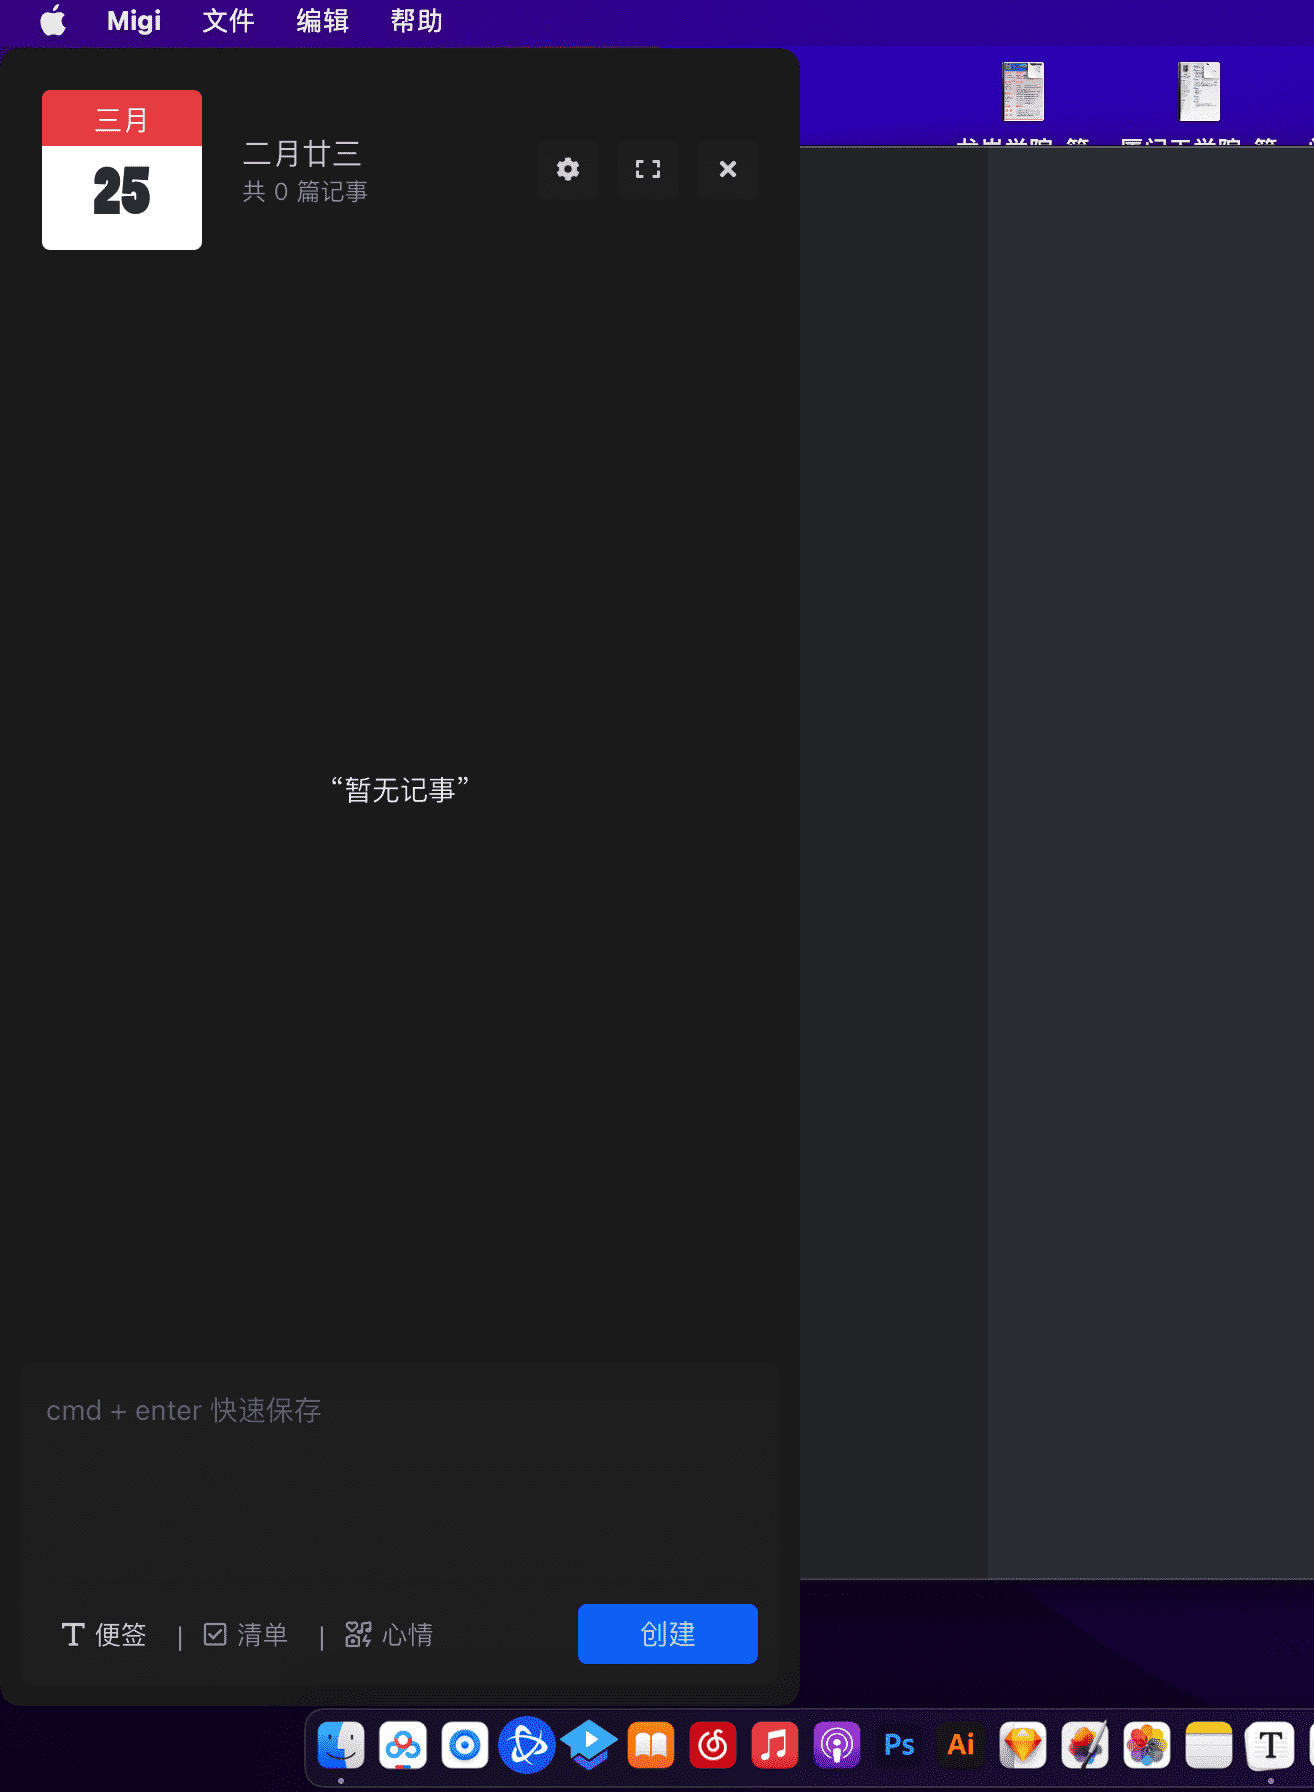 Migi 文件 编辑 帮助
三月
25
二月廿三
共 0 篇记事
“暂无记事”
cmd + enter 快速保存
T 便签 | 清单 | 心情
创建
Ps Ai T